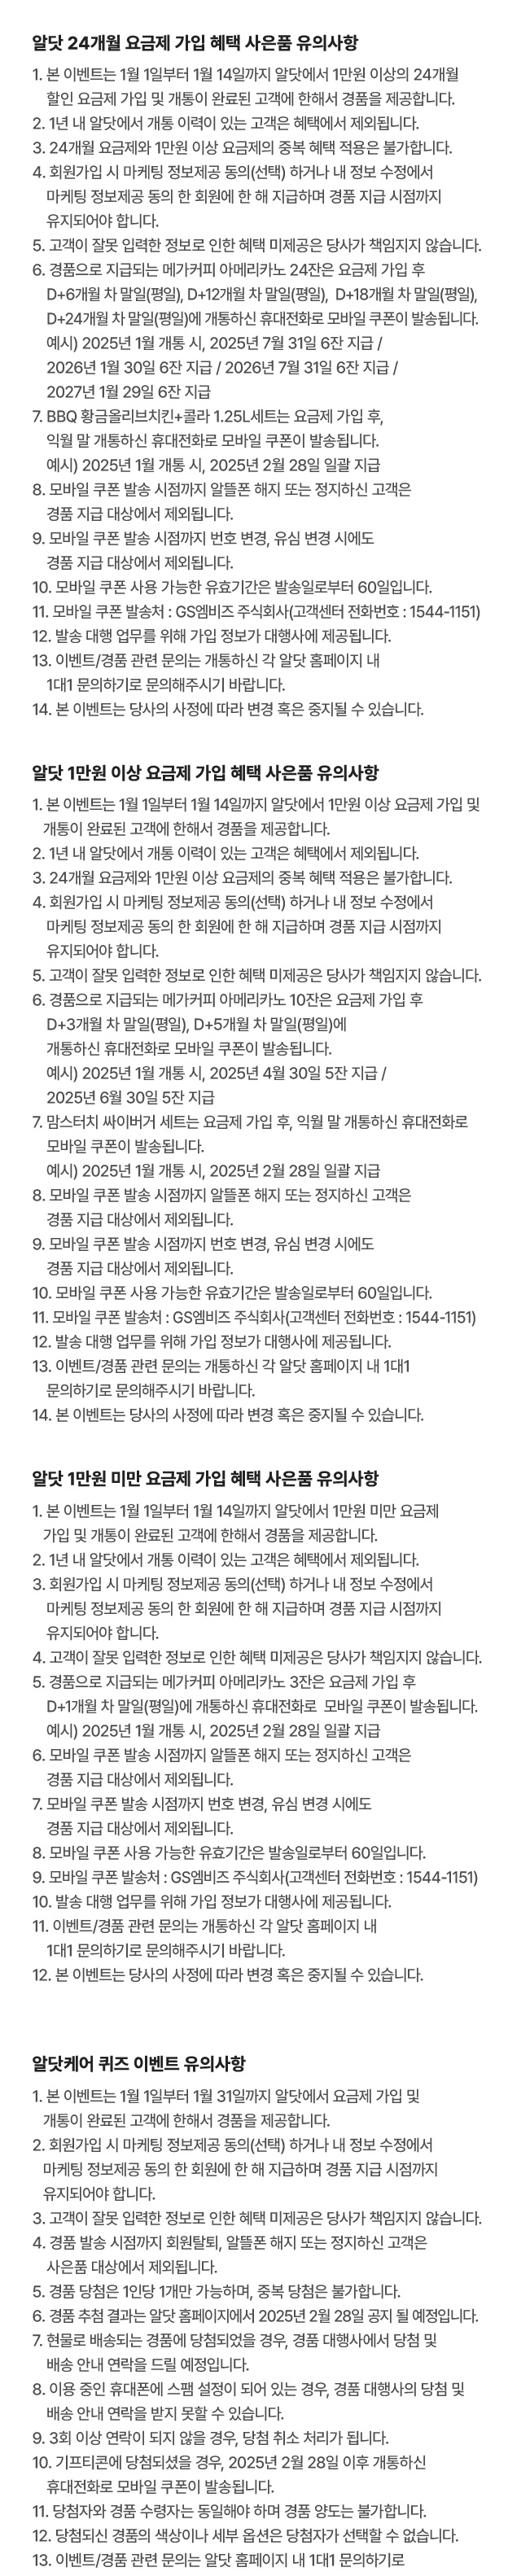 알닷 24개월 요금제 가입 혜택 사은품 유의사항
1. 본 이벤트는 1월 1일부터 1월 14일까지 알닷에서 1만원 이상의 24개월
할인 요금제 가입 및 개통이 완료된 고객에 한해서 경품을 제공합니다.
2. 1년 내 알닷에서 개통 이력이 있는 고객은 혜택에서 제외됩니다.
3. 24개월 요금제와 1만원 이상 요금제의 중복 혜택 적용은 불가합니다.
4. 회원가입 시 마케팅 정보제공 동의(선택) 하거나 내 정보 수정에서
마케팅 정보제공 동의 한 회원에 한 해 지급하며 경품 지급 시점까지
유지되어야 합니다.
5. 고객이 잘못 입력한 정보로 인한 혜택 미제공은 당사가 책임지지 않습니다.
6. 경품으로 지급되는 메가커피 아메리카노 24잔은 요금제 가입 후
D+6개월 차 말일(평일), D+12개월 차 말일(평일), D+18개월 차 말일(평일),
D+24개월 차 말일(평일)에 개통하신 휴대전화로 모바일 쿠폰이 발송됩니다.
예시) 2025년 1월 개통 시, 2025년 7월 31일 6잔 지급 /
2026년 1월 30일 6잔 지급 / 2026년 7월 31일 6잔 지급 /
2027년 1월 29일 6잔 지급
7. BBQ 황금올리브치킨+콜라 1.25L세트는 요금제 가입 후,
익월 말 개통하신 휴대전화로 모바일 쿠폰이 발송됩니다.
예시) 2025년 1월 개통 시, 2025년 2월 28일 일괄 지급
8. 모바일 쿠폰 발송 시점까지 알뜰폰 해지 또는 정지하신 고객은
경품 지급 대상에서 제외됩니다.
9. 모바일 쿠폰 발송 시점까지 번호 변경, 유심 변경 시에도
경품 지급 대상에서 제외됩니다.
10. 모바일 쿠폰 사용 가능한 유효기간은 발송일로부터 60일입니다.
11. 모바일 쿠폰 발송처 : GS엠비즈 주식회사(고객센터 전화번호 : 1544-1151)
12. 발송 대행 업무를 위해 가입 정보가 대행사에 제공됩니다.
13. 이벤트/경품 관련 문의는 개통하신 각 알닷 홈페이지 내
1대1 문의하기로 문의해주시기 바랍니다.
14. 본 이벤트는 당사의 사정에 따라 변경 혹은 중지될 수 있습니다.
알닷 1만원 이상 요금제 가입 혜택 사은품 유의사항
1. 본 이벤트는 1월 1일부터 1월 14일까지 알닷에서 1만원 이상 요금제 가입 및
개통이 완료된 고객에 한해서 경품을 제공합니다.
2. 1년 내 알닷에서 개통 이력이 있는 고객은 혜택에서 제외됩니다.
3. 24개월 요금제와 1만원 이상 요금제의 중복 혜택 적용은 불가합니다.
4. 회원가입 시 마케팅 정보제공 동의(선택) 하거나 내 정보 수정에서
마케팅 정보제공 동의 한 회원에 한 해 지급하며 경품 지급 시점까지
유지되어야 합니다.
5. 고객이 잘못 입력한 정보로 인한 혜택 미제공은 당사가 책임지지 않습니다.
6. 경품으로 지급되는 메가커피 아메리카노 10잔은 요금제 가입 후
D+3개월 차 말일(평일), D+5개월 차 말일(평일)에
개통하신 휴대전화로 모바일 쿠폰이 발송됩니다.
예시) 2025년 1월 개통 시, 2025년 4월 30일 5잔 지급 /
2025년 6월 30일 5잔 지급
7. 맘스터치 싸이버거 세트는 요금제 가입 후, 익월 말 개통하신 휴대전화로
모바일 쿠폰이 발송됩니다.
예시) 2025년 1월 개통 시, 2025년 2월 28일 일괄 지급
8. 모바일 쿠폰 발송 시점까지 알뜰폰 해지 또는 정지하신 고객은
경품 지급 대상에서 제외됩니다.
9. 모바일 쿠폰 발송 시점까지 번호 변경, 유심 변경 시에도
경품 지급 대상에서 제외됩니다.
10. 모바일 쿠폰 사용 가능한 유효기간은 발송일로부터 60일입니다.
11. 모바일 쿠폰 발송처 : GS엠비즈 주식회사(고객센터 전화번호 : 1544-1151)
12. 발송 대행 업무를 위해 가입 정보가 대행사에 제공됩니다.
13. 이벤트/경품 관련 문의는 개통하신 각 알닷 홈페이지 내 1대1
문의하기로 문의해주시기 바랍니다.
14. 본 이벤트는 당사의 사정에 따라 변경 혹은 중지될 수 있습니다.
알닷 1만원 미만 요금제 가입 혜택 사은품 유의사항
1. 본 이벤트는 1월 1일부터 1월 14일까지 알닷에서 1만원 미만 요금제
가입 및 개통이 완료된 고객에 한해서 경품을 제공합니다.
2. 1년 내 알닷에서 개통 이력이 있는 고객은 혜택에서 제외됩니다.
3. 회원가입 시 마케팅 정보제공 동의(선택) 하거나 내 정보 수정에서
마케팅 정보제공 동의 한 회원에 한 해 지급하며 경품 지급 시점까지
유지되어야 합니다.
4. 고객이 잘못 입력한 정보로 인한 혜택 미제공은 당사가 책임지지 않습니다.
5. 경품으로 지급되는 메가커피 아메리카노 3잔은 요금제 가입 후
D+1개월 차 말일(평일)에 개통하신 휴대전화로 모바일 쿠폰이 발송됩니다.
예시) 2025년 1월 개통 시, 2025년 2월 28일 일괄 지급
6. 모바일 쿠폰 발송 시점까지 알뜰폰 해지 또는 정지하신 고객은
경품 지급 대상에서 제외됩니다.
7. 모바일 쿠폰 발송 시점까지 번호 변경, 유심 변경 시에도
경품 지급 대상에서 제외됩니다.
8. 모바일 쿠폰 사용 가능한 유효기간은 발송일로부터 60일입니다.
9. 모바일 쿠폰 발송처 : GS엠비즈 주식회사(고객센터 전화번호 : 1544-1151)
10. 발송 대행 업무를 위해 가입 정보가 대행사에 제공됩니다.
11. 이벤트/경품 관련 문의는 개통하신 각 알닷 홈페이지 내
1대1 문의하기로 문의해주시기 바랍니다.
12. 본 이벤트는 당사의 사정에 따라 변경 혹은 중지될 수 있습니다.
알닷케어 퀴즈 이벤트 유의사항
1. 본 이벤트는 1월 1일부터 1월 31일까지 알닷에서 요금제 가입 및
개통이 완료된 고객에 한해서 경품을 제공합니다.
2. 회원가입 시 마케팅 정보제공 동의(선택) 하거나 내 정보 수정에서
마케팅 정보제공 동의 한 회원에 한 해 지급하며 경품 지급 시점까지
유지되어야 합니다.
3. 고객이 잘못 입력한 정보로 인한 혜택 미제공은 당사가 책임지지 않습니다.
4. 경품 발송 시점까지 회원탈퇴, 알뜰폰 해지 또는 정지하신 고객은
사은품 대상에서 제외됩니다.
5. 경품 당첨은 1인당 1개만 가능하며, 중복 당첨은 불가합니다.
6. 경품 추첨 결과는 알닷 홈페이지에서 2025년 2월 28일 공지 될 예정입니다.
7. 현물로 배송되는 경품에 당첨되었을 경우, 경품 대행사에서 당첨 및
배송 안내 연락을 드릴 예정입니다.
8. 이용 중인 휴대폰에 스팸 설정이 되어 있는 경우, 경품 대행사의 당첨 및
배송 안내 연락을 받지 못할 수 있습니다.
9. 3회 이상 연락이 되지 않을 경우, 당첨 취소 처리가 됩니다.
10. 기프티콘에 당첨되셨을 경우, 2025년 2월 28일 이후 개통하신
휴대전화로 모바일 쿠폰이 발송됩니다.
11. 당첨자와 경품 수령자는 동일해야 하며 경품 양도는 불가합니다.
12. 당첨되신 경품의 색상이나 세부 옵션은 당첨자가 선택할 수 없습니다.
13. 이벤트/경품 관련 문의는 알닷 홈페이지 내 1대1 문의하기로